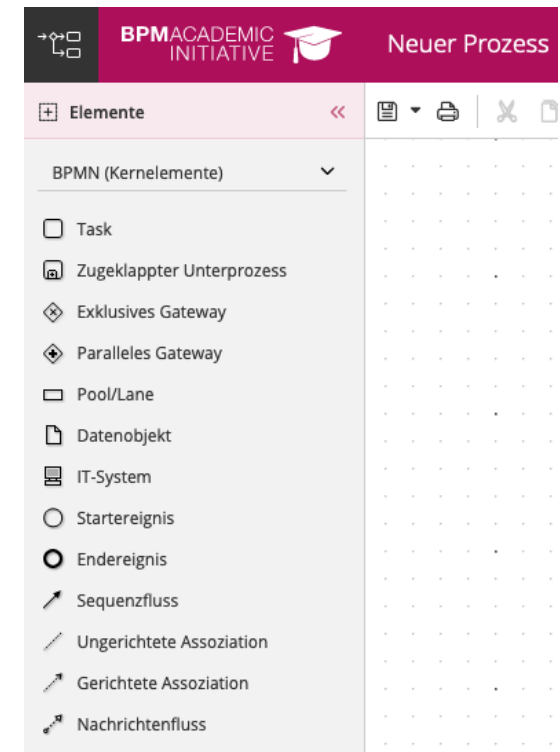 BPMACADEMIC
INITIATIVE
Neuer Prozess
Elemente
BPMN (Kernelemente)
Task
Zugeklappter Unterprozess
Exklusives Gateway
Paralleles Gateway
Pool/Lane
Datenobjekt
IT-System
Startereignis
Endereignis
Sequenzfluss
Ungerichtete Assoziation
Gerichtete Assoziation
Nachrichtenfluss